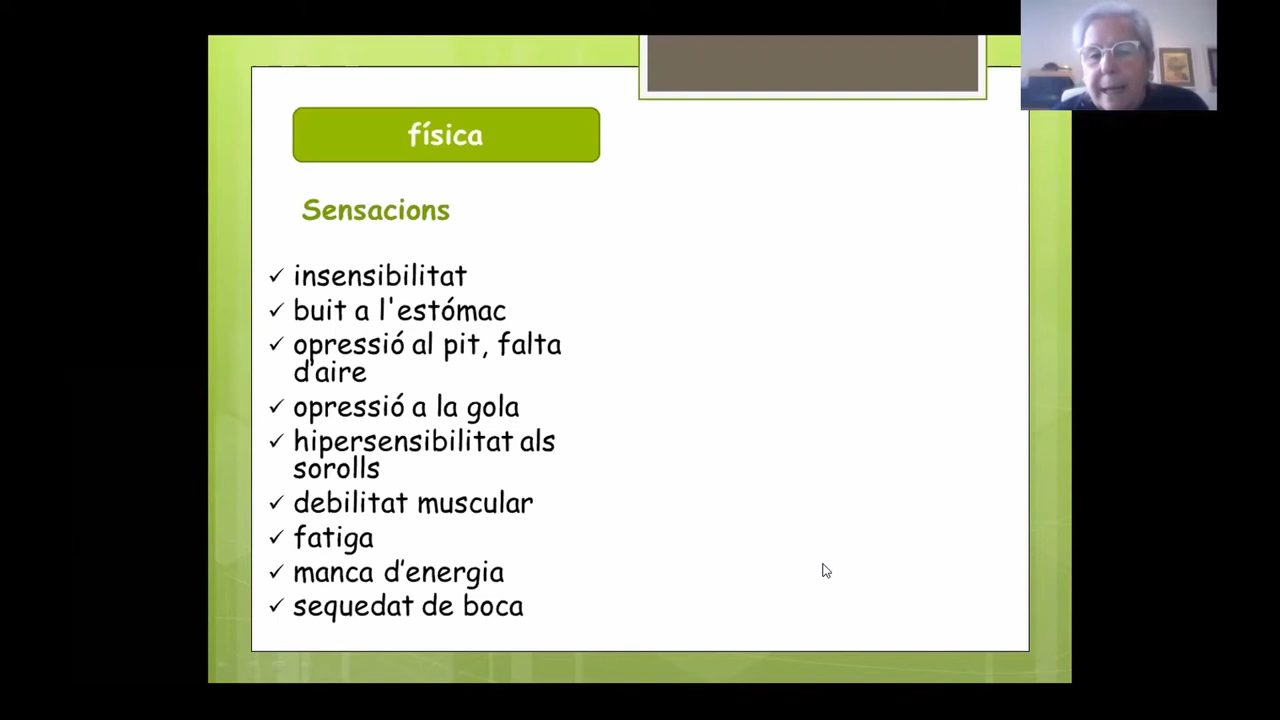 física
Sensacions
✓ insensibilitat
✓ buit a l'estómac
✓ opressió al pit, falta
d'aire
✓ opressió a la gola
✓ hipersensibilitat als
sorolls
✓ debilitat muscular
✓ fatiga
✓ manca d’energia
✓ sequedat de boca